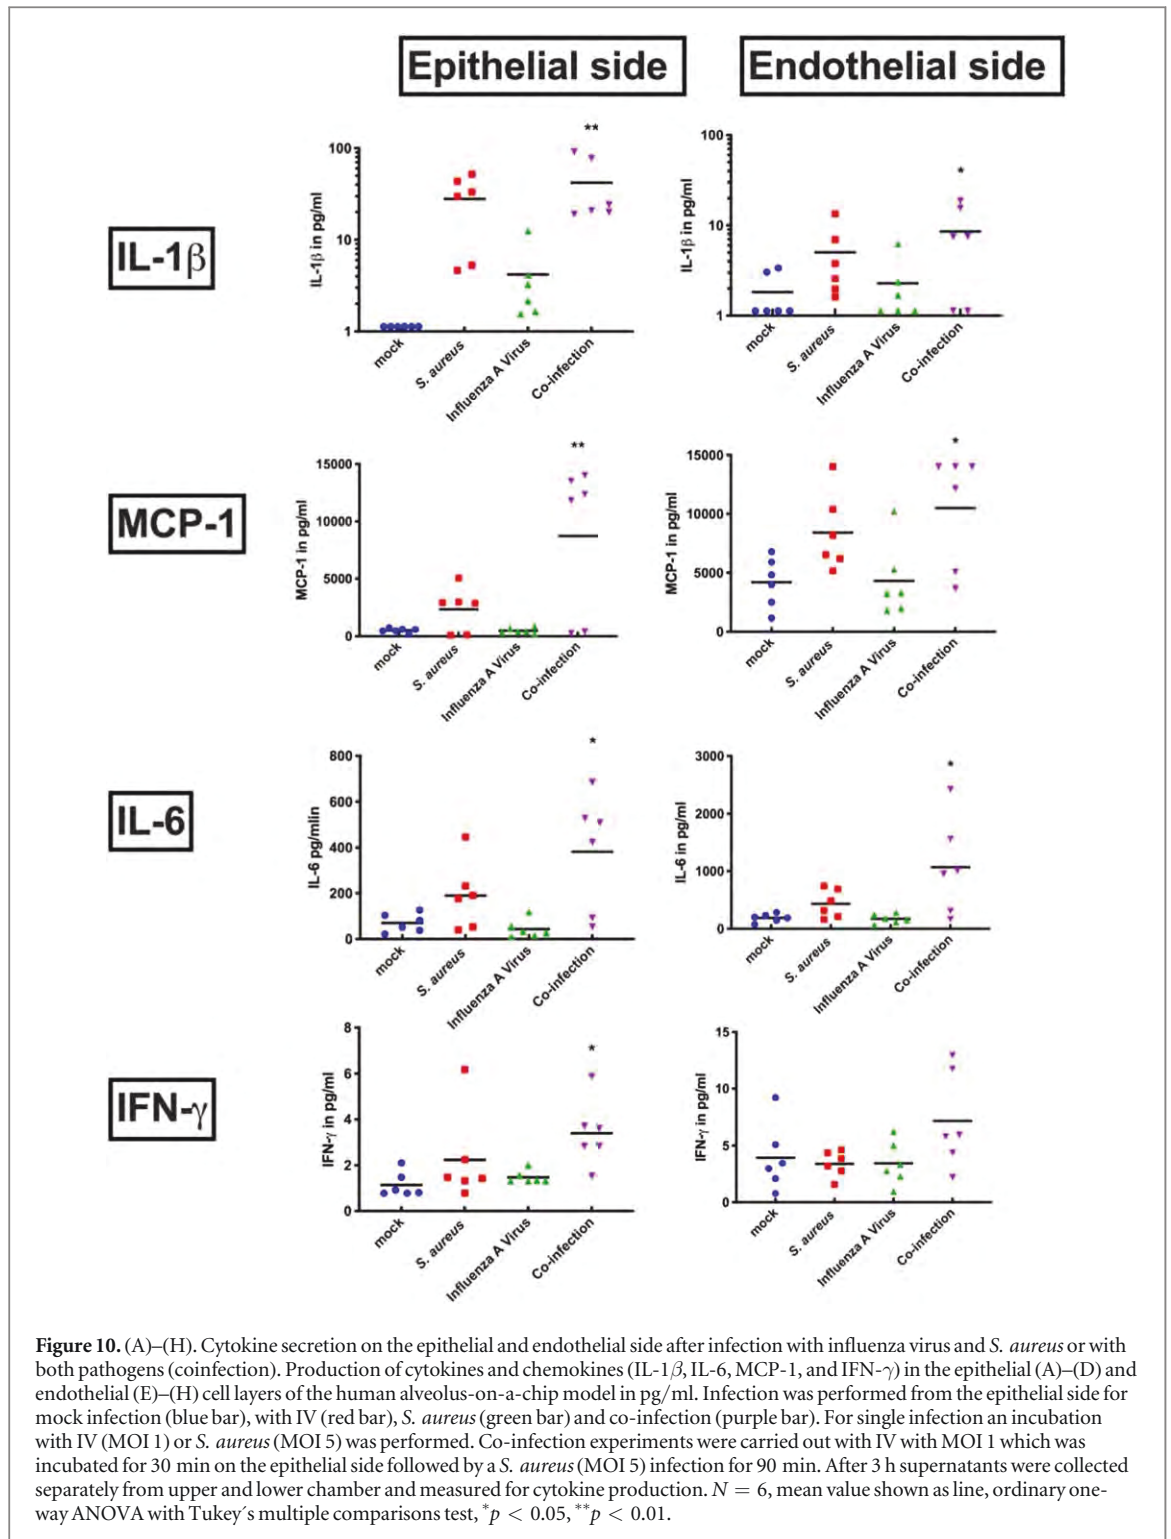 Epithelial side
Endothelial side
IL-1β
100
10
1
IL-1β in pg/ml
**
mock
S. aureus
Influenza A Virus
Co-infection
100
10
1
IL-1β in pg/ml
*
mock
S. aureus
Influenza A Virus
Co-infection
MCP-1
15000
10000
5000
0
MCP-1 in pg/ml
**
mock
S. aureus
Influenza A Virus
Co-infection
15000
10000
5000
0
MCP-1 in pg/ml
*
mock
S. aureus
Influenza A Virus
Co-infection
IL-6
800
600
400
200
0
IL-6 pg/mlin
*
mock
S. aureus
Influenza A Virus
Co-infection
3000
2000
1000
0
IL-6 in pg/ml
*
mock
S. aureus
Influenza A Virus
Co-infection
IFN-γ
8
6
4
2
0
IFN-γ in pg/ml
*
mock
S. aureus
Influenza A Virus
Co-infection
15
10
5
0
IFN-γ in pg/ml
mock
S. aureus
Influenza A Virus
Co-infection
Figure 10. (A)–(H). Cytokine secretion on the epithelial and endothelial side after infection with influenza virus and S. aureus or with
both pathogens (coinfection). Production of cytokines and chemokines (IL-1β, IL-6, MCP-1, and IFN-γ) in the epithelial (A)–(D) and
endothelial (E)–(H) cell layers of the human alveolus-on-a-chip model in pg/ml. Infection was performed from the epithelial side for
mock infection (blue bar), with IV (red bar), S. aureus (green bar) and co-infection (purple bar). For single infection an incubation
with IV (MOI 1) or S. aureus (MOI 5) was performed. Co-infection experiments were carried out with IV with MOI 1 which was
incubated for 30 min on the epithelial side followed by a S. aureus (MOI 5) infection for 90 min. After 3 h supernatants were collected
separately from upper and lower chamber and measured for cytokine production. N = 6, mean value shown as line, ordinary one-
way ANOVA with Tukey´s multiple comparisons test, *p < 0.05, **p < 0.01.